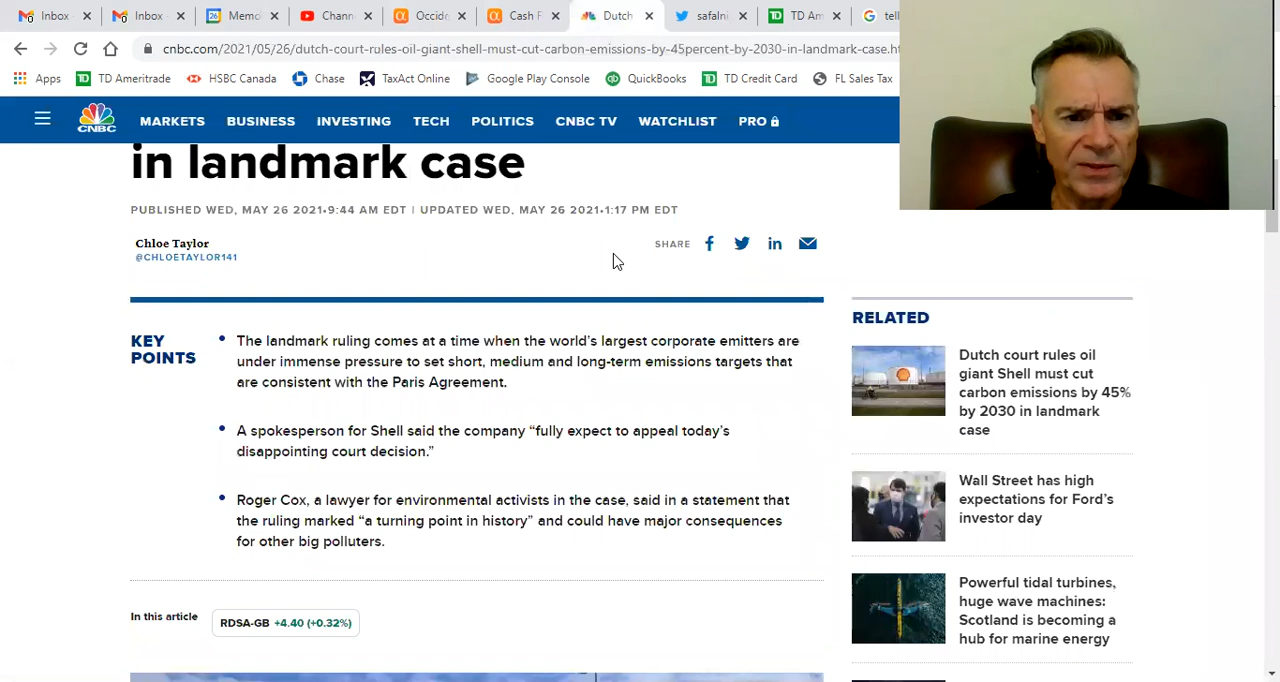 Inbox -
Inbox -
26 Memo
Chann
Occide
Cash F
Dutch
safalni
TD Am
tell
cnbc.com/2021/05/26/dutch-court-rules-oil-giant-shell-must-cut-carbon-emissions-by-45percent-by-2030-in-landmark-case.h
Apps TD Ameritrade HSBC Canada Chase TaxAct Online Google Play Console QuickBooks TD Credit Card FL Sales Tax
CNBC
MARKETS BUSINESS INVESTING TECH POLITICS CNBC TV WATCHLIST PRO
in landmark case
PUBLISHED WED, MAY 26 2021•9:44 AM EDT | UPDATED WED, MAY 26 2021•1:17 PM EDT
Chloe Taylor
@CHLOETAYLOR141
SHARE
KEY
POINTS
• The landmark ruling comes at a time when the world’s largest corporate emitters are
under immense pressure to set short, medium and long-term emissions targets that
are consistent with the Paris Agreement.
• A spokesperson for Shell said the company “fully expect to appeal today’s
disappointing court decision.”
• Roger Cox, a lawyer for environmental activists in the case, said in a statement that
the ruling marked “a turning point in history” and could have major consequences
for other big polluters.
In this article
RDSA-GB +4.40 (+0.32%)
RELATED
Dutch court rules oil
giant Shell must cut
carbon emissions by 45%
by 2030 in landmark
case
Wall Street has high
expectations for Ford’s
investor day
Powerful tidal turbines,
huge wave machines:
Scotland is becoming a
hub for marine energy